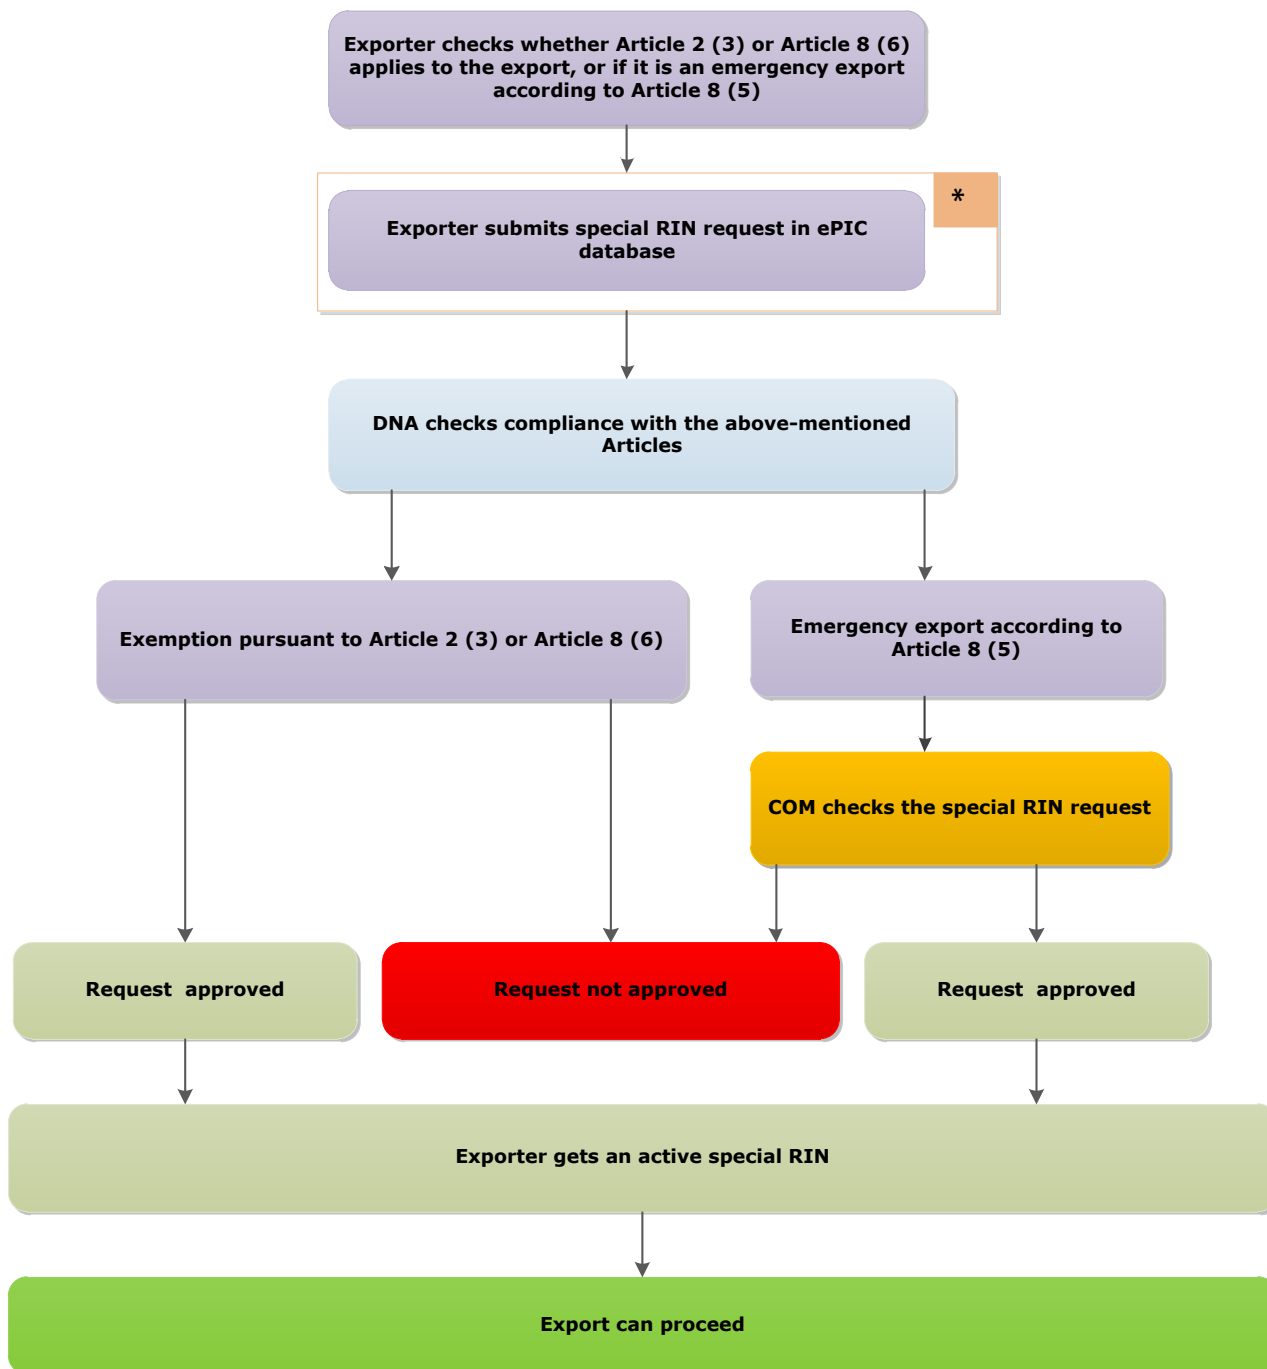 Exporter checks whether Article 2 (3) or Article 8 (6)
applies to the export, or if it is an emergency export
according to Article 8 (5)
*
Exporter submits special RIN request in ePIC
database
DNA checks compliance with the above-mentioned
Articles
Exemption pursuant to Article 2 (3) or Article 8 (6)
Emergency export according to
Article 8 (5)
COM checks the special RIN request
Request approved
Request not approved
Request approved
Exporter gets an active special RIN
Export can proceed